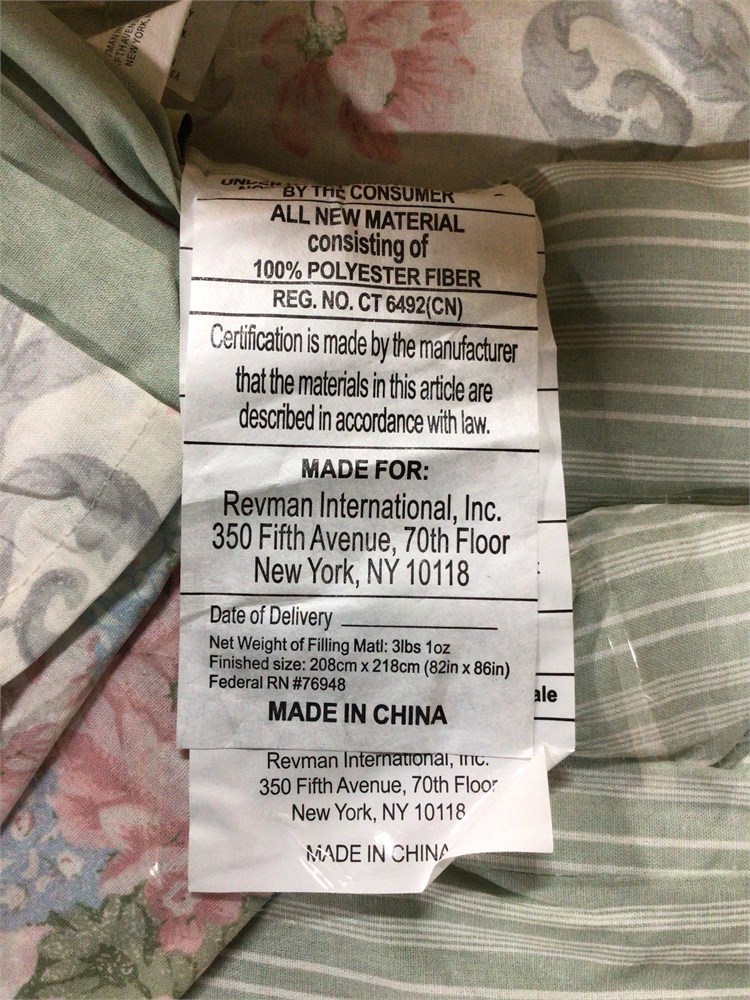 NEW YORK,
BY THE CONSUMER
ALL NEW MATERIAL
consisting of
100% POLYESTER FIBER
REG. NO. CT 6492(CN)
Certification is made by the manufacturer
that the materials in this article are
described in accordance with law.
MADE FOR:
Revman International, Inc.
350 Fifth Avenue, 70th Floor
New York, NY 10118
Date of Delivery
Net Weight of Filling Matl: 3lbs 1oz
Finished size: 208cm x 218cm (82in x 86in)
Federal RN #76948
MADE IN CHINA
ale
Revman International, Inc.
350 Fifth Avenue, 70th Floor
New York, NY 10118
MADE IN CHINA